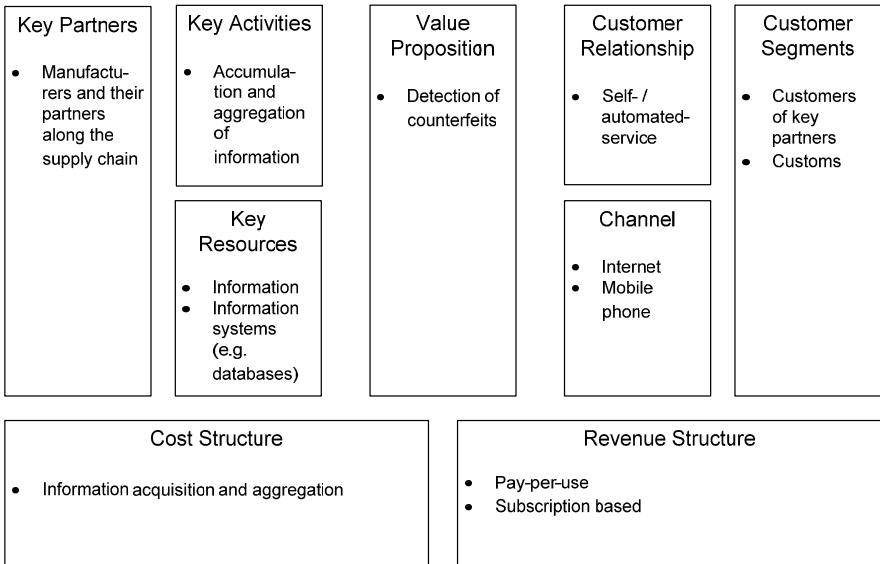 Key Partners
• Manufactu-
rers and their
partners
along the
supply chain
Key Activities
• Accumula-
tion and
aggregation
of
information
Key
Resources
• Information
• Information
systems
(e.g.
databases)
Value
Proposition
• Detection of
counterfeits
Customer
Relationship
• Self- /
automated-
service
Channel
• Internet
• Mobile
phone
Customer
Segments
• Customers
of key
partners
• Customs
Cost Structure
• Information acquisition and aggregation
Revenue Structure
• Pay-per-use
• Subscription based